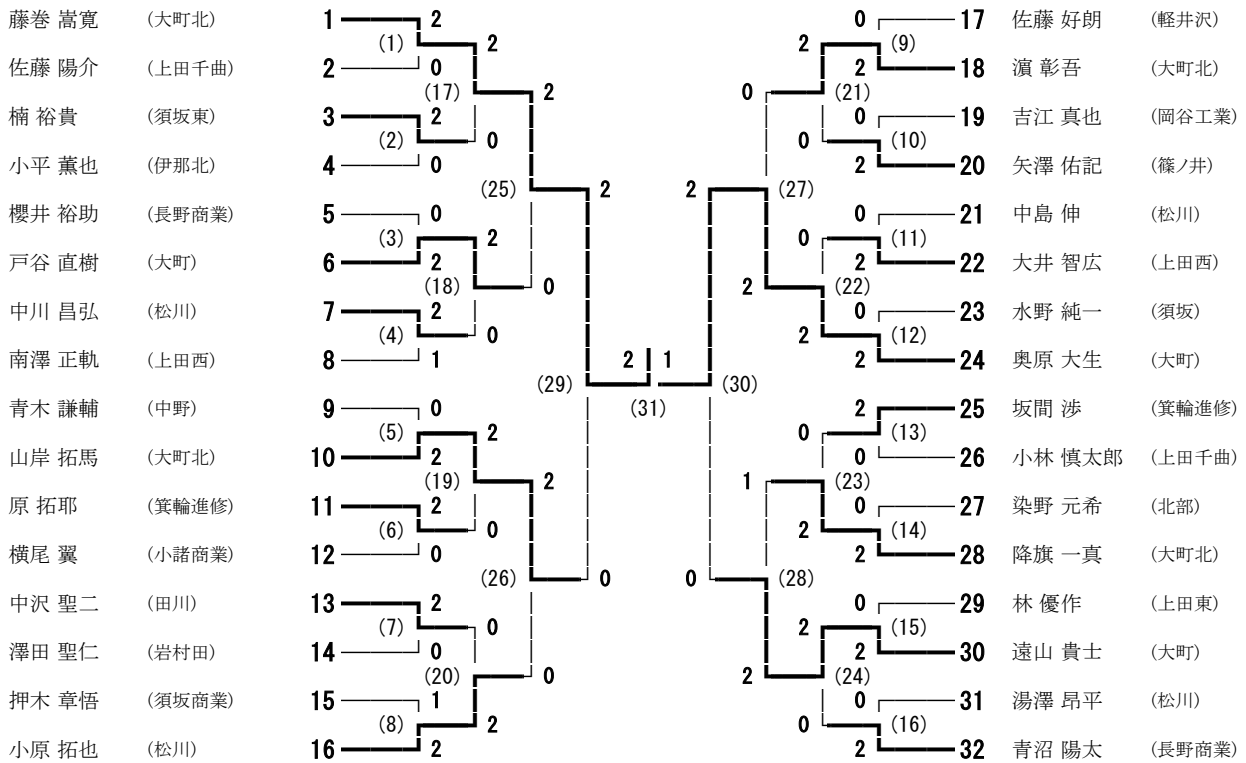 藤巻 嵩寛 (大町北) 1 2 0 17 佐藤 好朗 (軽井沢)
(1) 2 2 (9)
佐藤 陽介 (上田千曲) 2 0 2 18 濵 彰吾 (大町北)
(17) 2 0 (21)
楠 裕貴 (須坂東) 3 2 0 19 吉江 真也 (岡谷工業)
(2) 0 0 (10)
小平 薫也 (伊那北) 4 0 2 20 矢澤 佑記 (篠ノ井)
(25) 2 2 (27)
櫻井 裕助 (長野商業) 5 0 0 21 中島 伸 (松川)
(3) 2 0 (11)
戸谷 直樹 (大町) 6 2 2 22 大井 智広 (上田西)
(18) 0 2 (22)
中川 昌弘 (松川) 7 2 0 23 水野 純一 (須坂)
(4) 0 2 (12)
南澤 正軌 (上田西) 8 1 2 24 奥原 大生 (大町)
(29) 2 1 (30)
(31)
青木 謙輔 (中野) 9 0 2 25 坂間 渉 (箕輪進修)
(5) 2 0 (13)
山岸 拓馬 (大町北) 10 2 0 26 小林 慎太郎 (上田千曲)
(19) 2 1 (23)
原 拓耶 (箕輪進修) 11 2 0 27 染野 元希 (北部)
(6) 0 2 (14)
横尾 翼 (小諸商業) 12 0 2 28 降旗 一真 (大町北)
(26) 0 0 (28)
中沢 聖二 (田川) 13 2 0 29 林 優作 (上田東)
(7) 0 2 (15)
澤田 聖仁 (岩村田) 14 0 2 30 遠山 貴士 (大町)
(20) 0 2 (24)
押木 章悟 (須坂商業) 15 1 0 31 湯澤 昂平 (松川)
(8) 2 0 (16)
小原 拓也 (松川) 16 2 2 32 青沼 陽太 (長野商業)